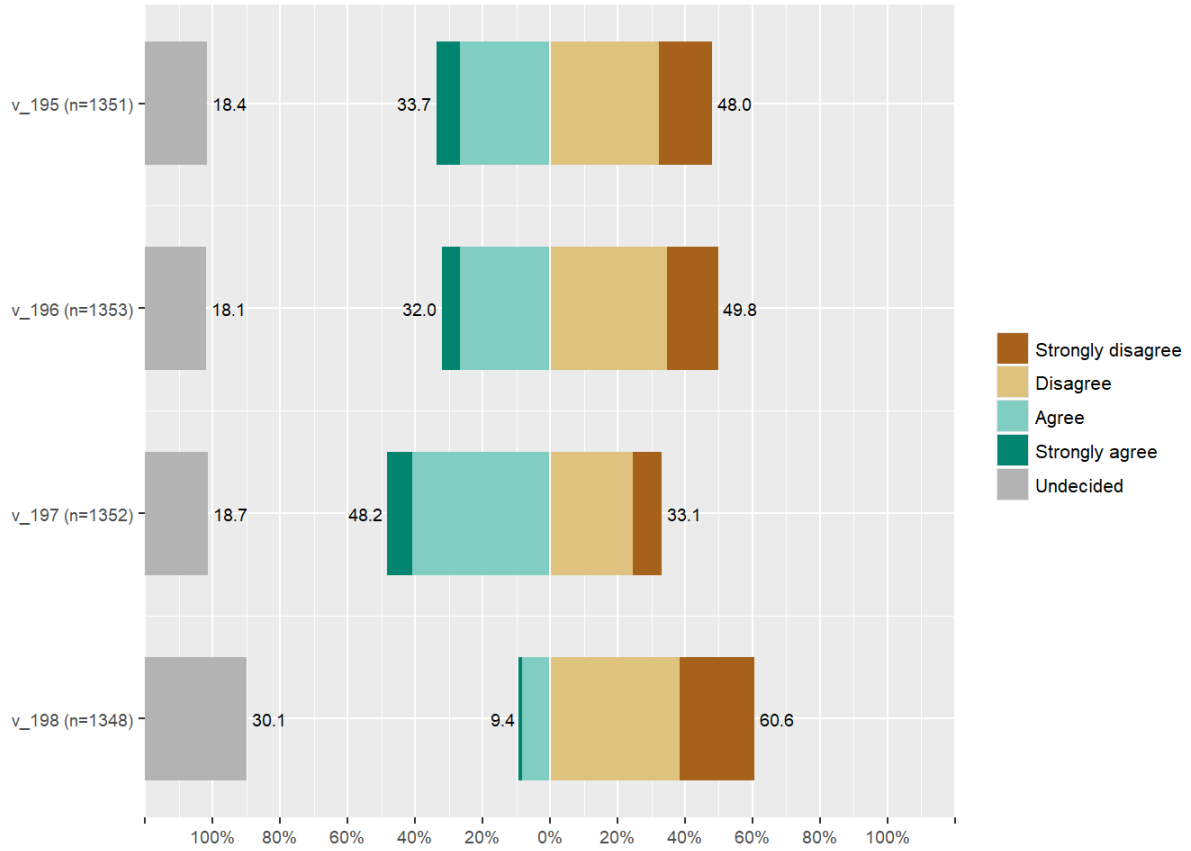 v_195 (n=1351) 18.4 33.7 48.0
v_196 (n=1353) 18.1 32.0 49.8
v_197 (n=1352) 18.7 48.2 33.1
v_198 (n=1348) 30.1 9.4 60.6
100% 80% 60% 40% 20% 0% 20% 40% 60% 80% 100%
Strongly disagree
Disagree
Agree
Strongly agree
Undecided